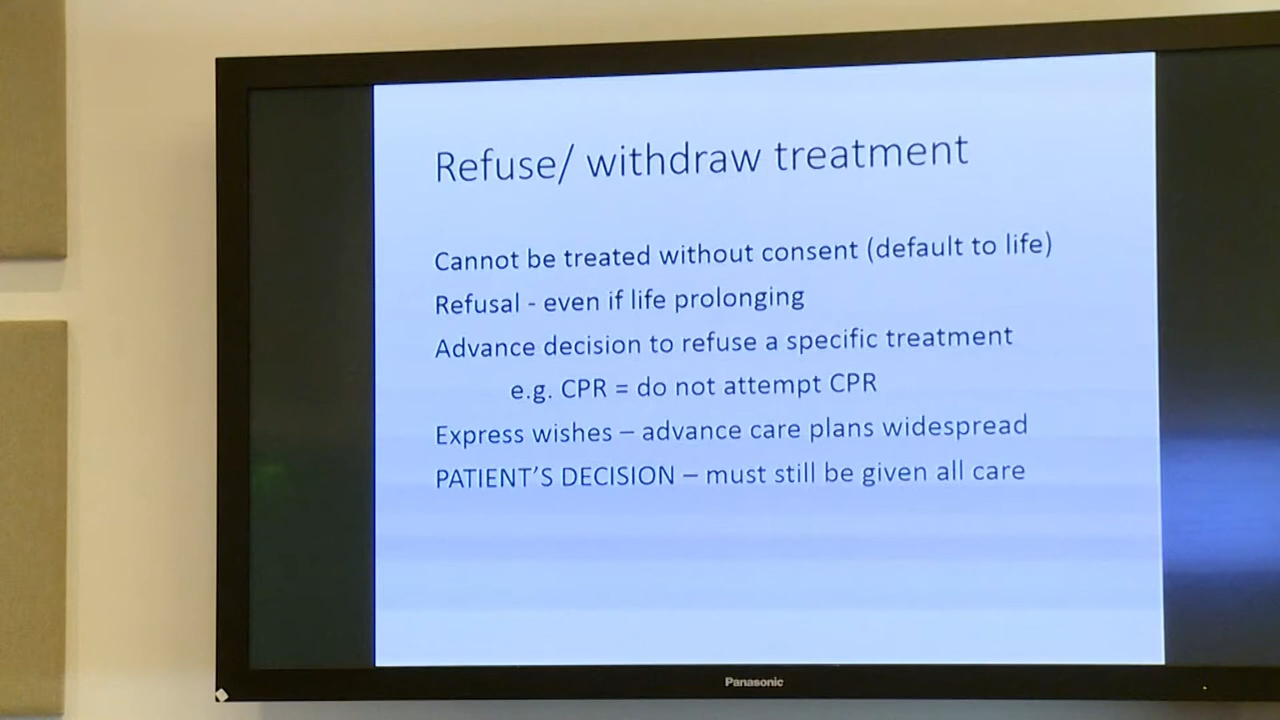 Refuse/ withdraw treatment
Cannot be treated without consent (default to life)
Refusal - even if life prolonging
Advance decision to refuse a specific treatment
e.g. CPR = do not attempt CPR
Express wishes – advance care plans widespread
PATIENT’S DECISION – must still be given all care
Panasonic